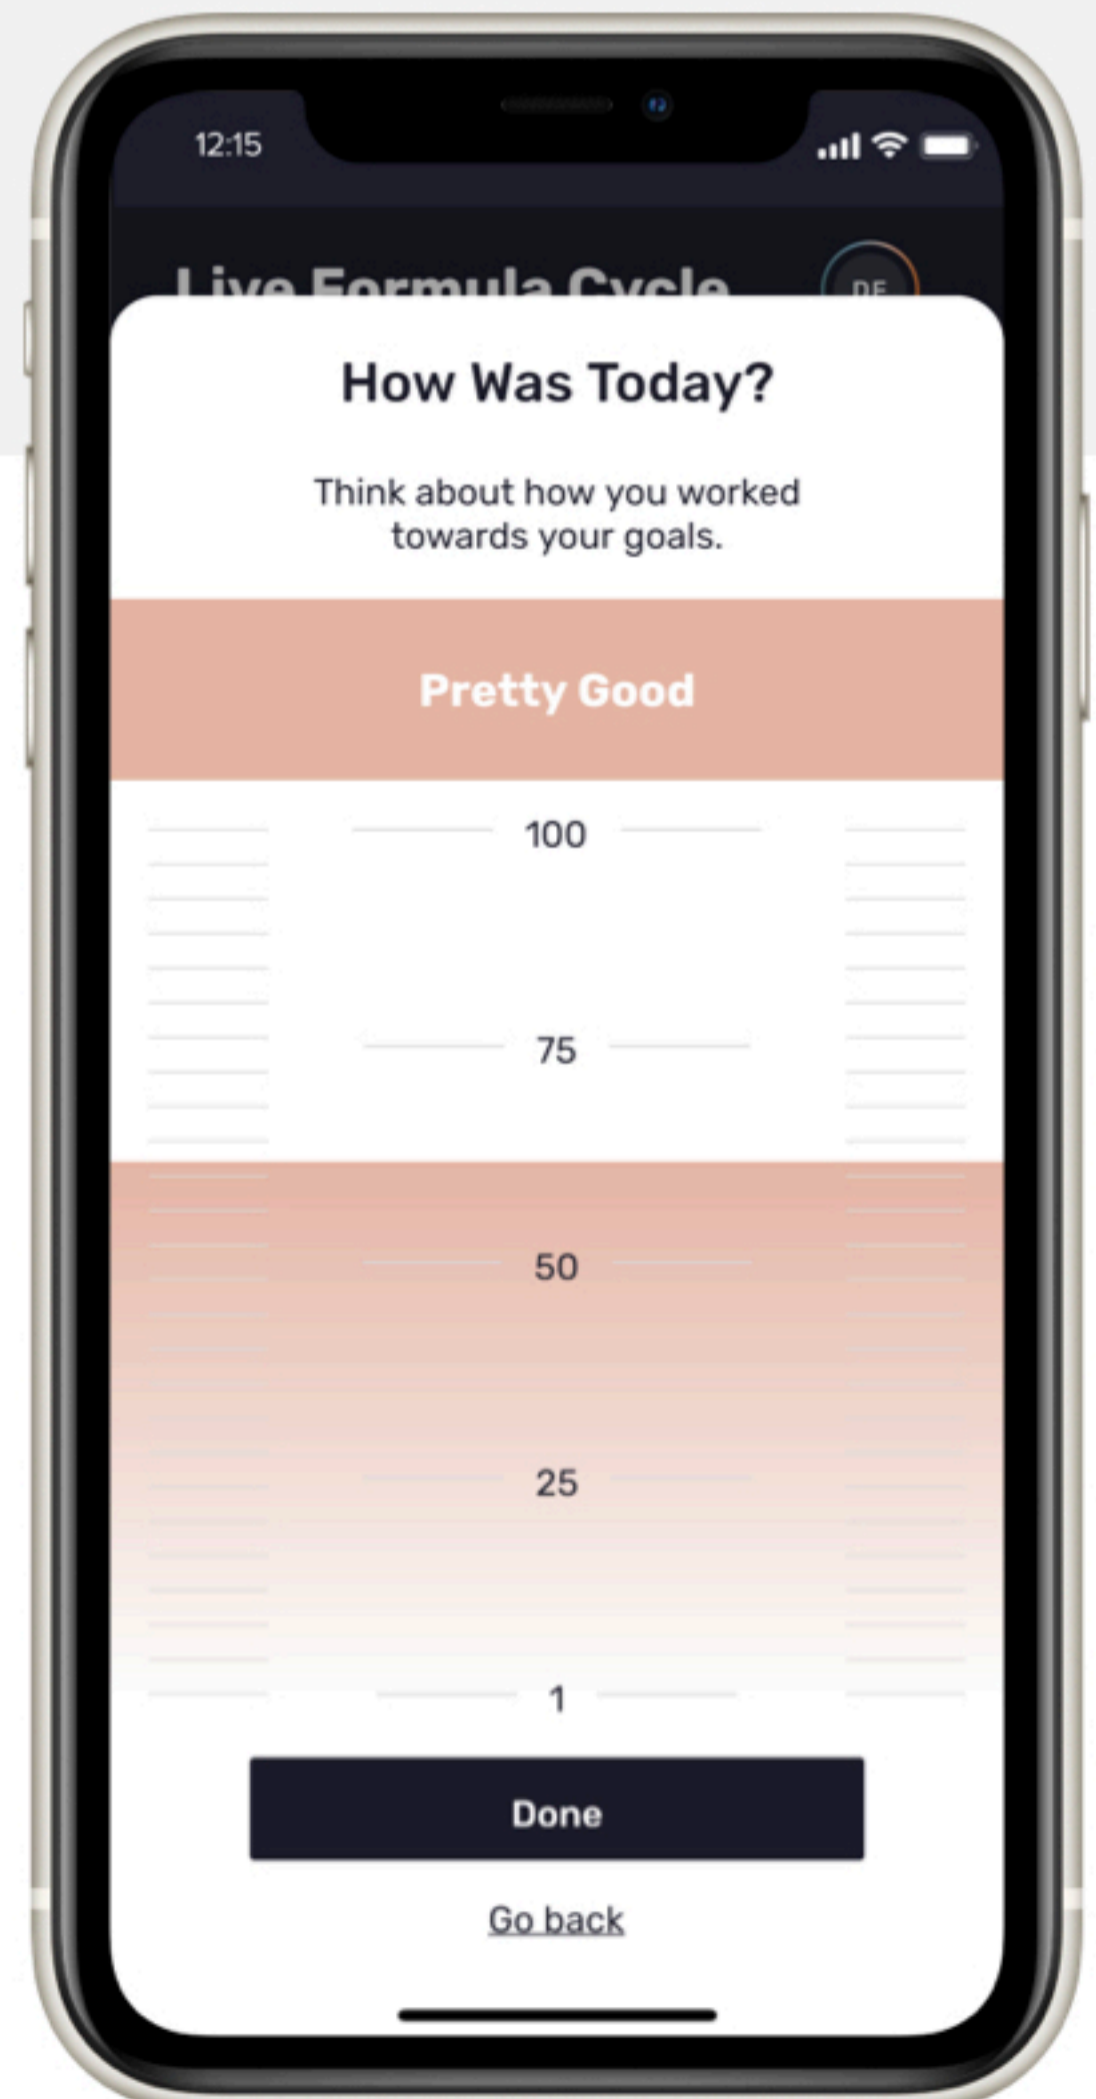 12:15
Live Formula Cycle
DE
How Was Today?
Think about how you worked
towards your goals.
Pretty Good
100
75
50
25
1
Done
Go back